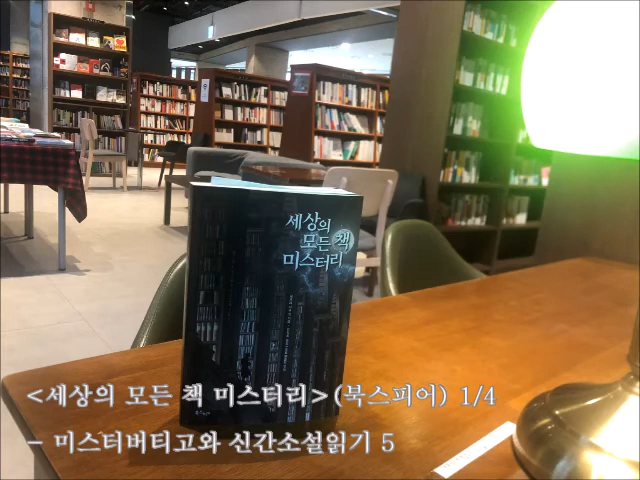 세상의
모든 책
미스터리
<세상의 모든 책 미스터리>(북스피어) 1/4
- 미스터버티고와 신간소설읽기 5